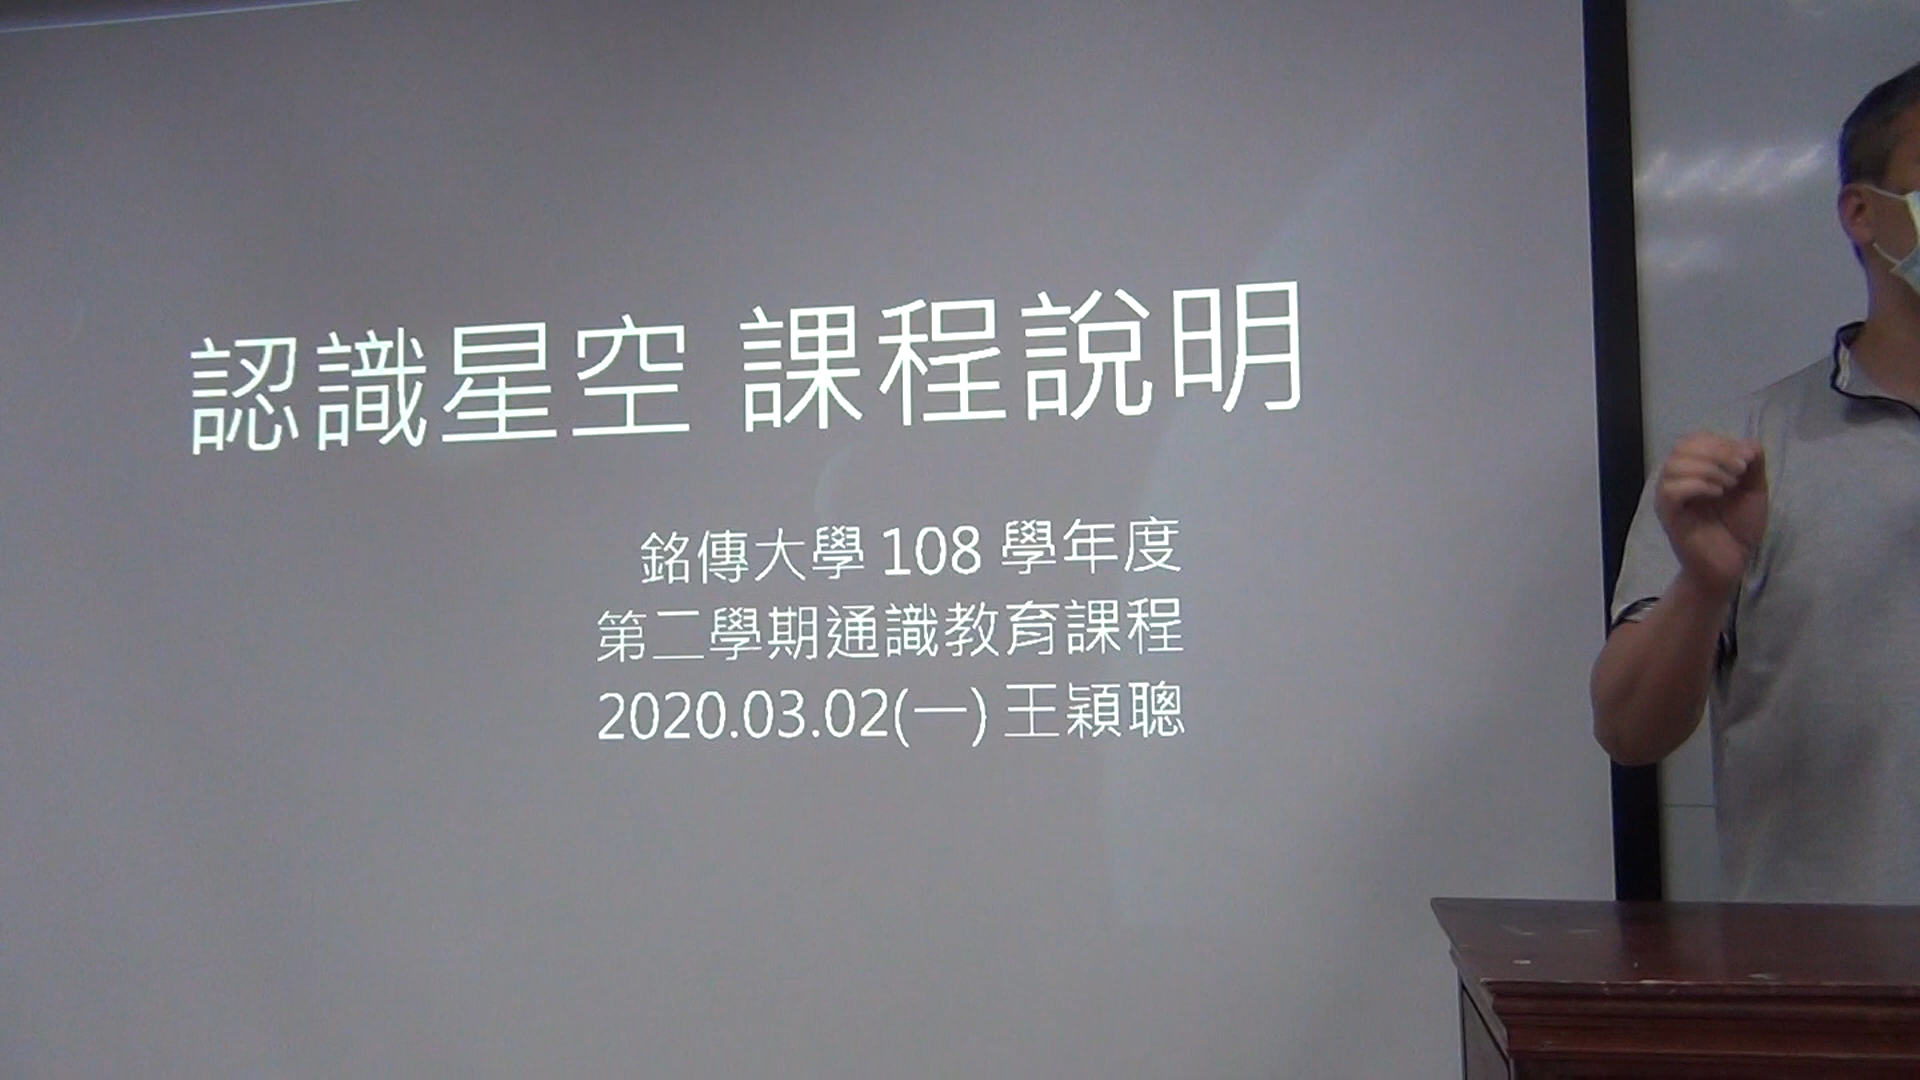 認識星空 課程說明
銘傳大學 108 學年度
第二學期通識教育課程
2020.03.02(一) 王穎聰